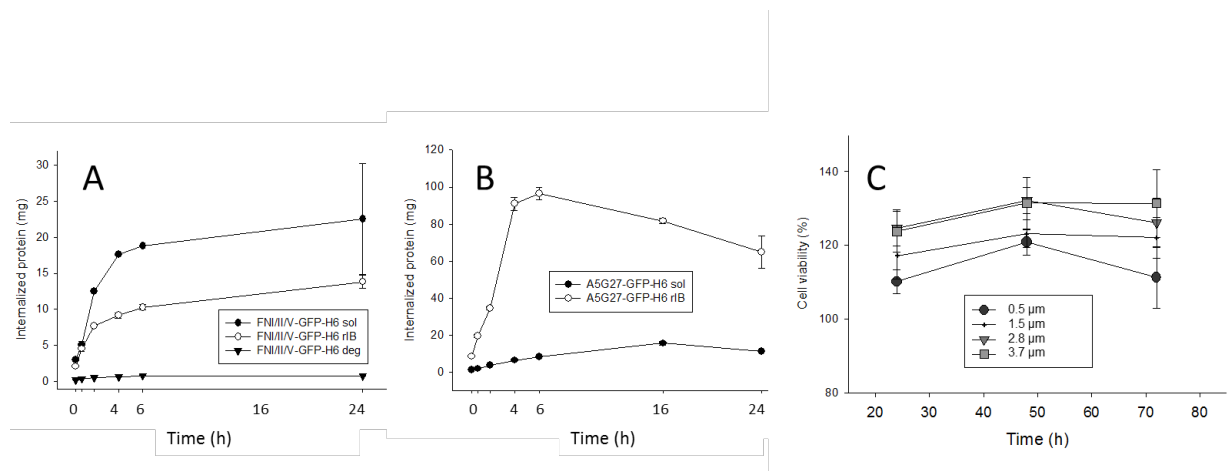 A
Internalized protein (mg)
30
25
20
15
10
5
0
FNI/II/V-GFP-H6 sol
FNI/II/V-GFP-H6 rIB
FNI/II/V-GFP-H6 deg
0 4 6 16 24
Time (h)
B
Internalized protein (mg)
120
100
80
60
40
20
0
A5G27-GFP-H6 sol
A5G27-GFP-H6 rIB
0 4 6 16 24
Time (h)
C
Cell viability (%)
140
120
100
80
0.5 µm
1.5 µm
2.8 µm
3.7 µm
20 30 40 50 60 70 80
Time (h)